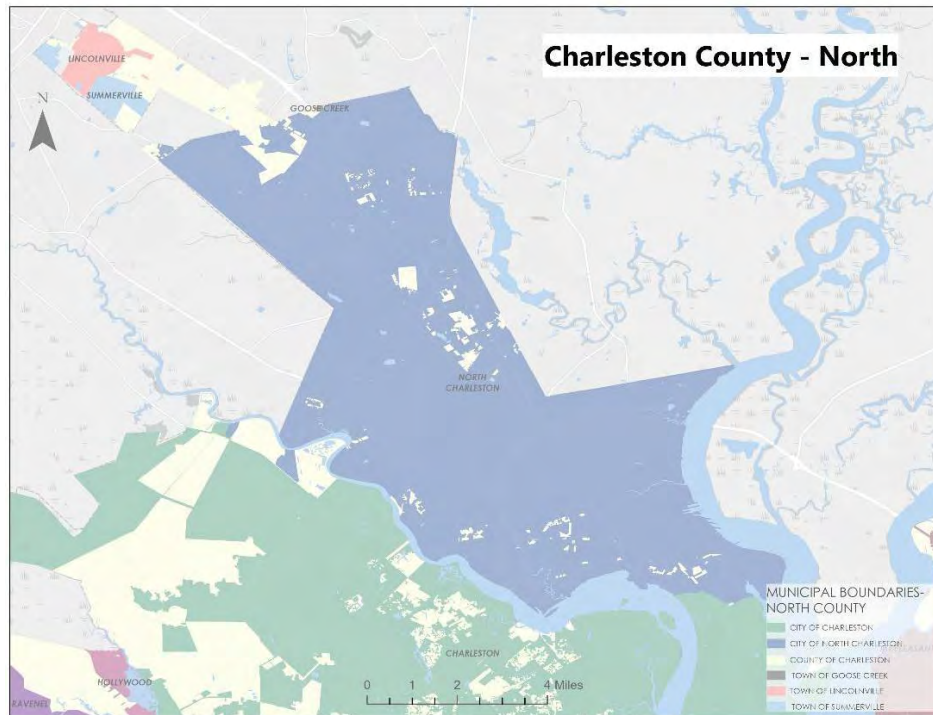 Charleston County - North
LINCOLNVILLE
SUMMERVILLE
N
GOOSE CREEK
NORTH
CHARLESTON
CHARLESTON
HOLLYWOOD
RAVENEL
0 1 2 4 Miles
MUNICIPAL BOUNDARIES-
NORTH COUNTY
CITY OF CHARLESTON
CITY OF NORTH CHARLESTON
COUNTY OF CHARLESTON
TOWN OF GOOSE CREEK
TOWN OF LINCOLNVILLE
TOWN OF SUMMERVILLE